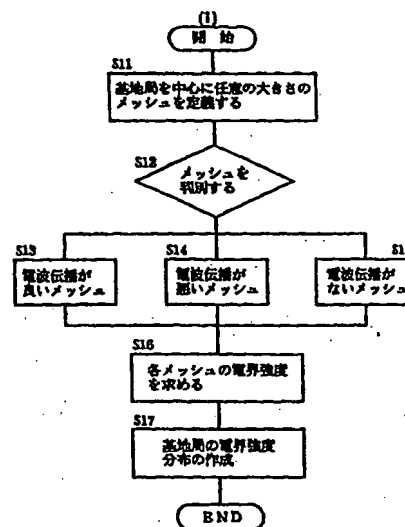 (1)
開 始
S11
基地局を中心に任意の大きさの
メッシュを定義する
S12
メッシュを
判別する
S13
電波伝播が
良いメッシュ
S14
電波伝播が
悪いメッシュ
S1
電波伝播が
ないメッシュ
S16
各メッシュの電界強度
を求める
S17
基地局の電界強度
分布の作成
END